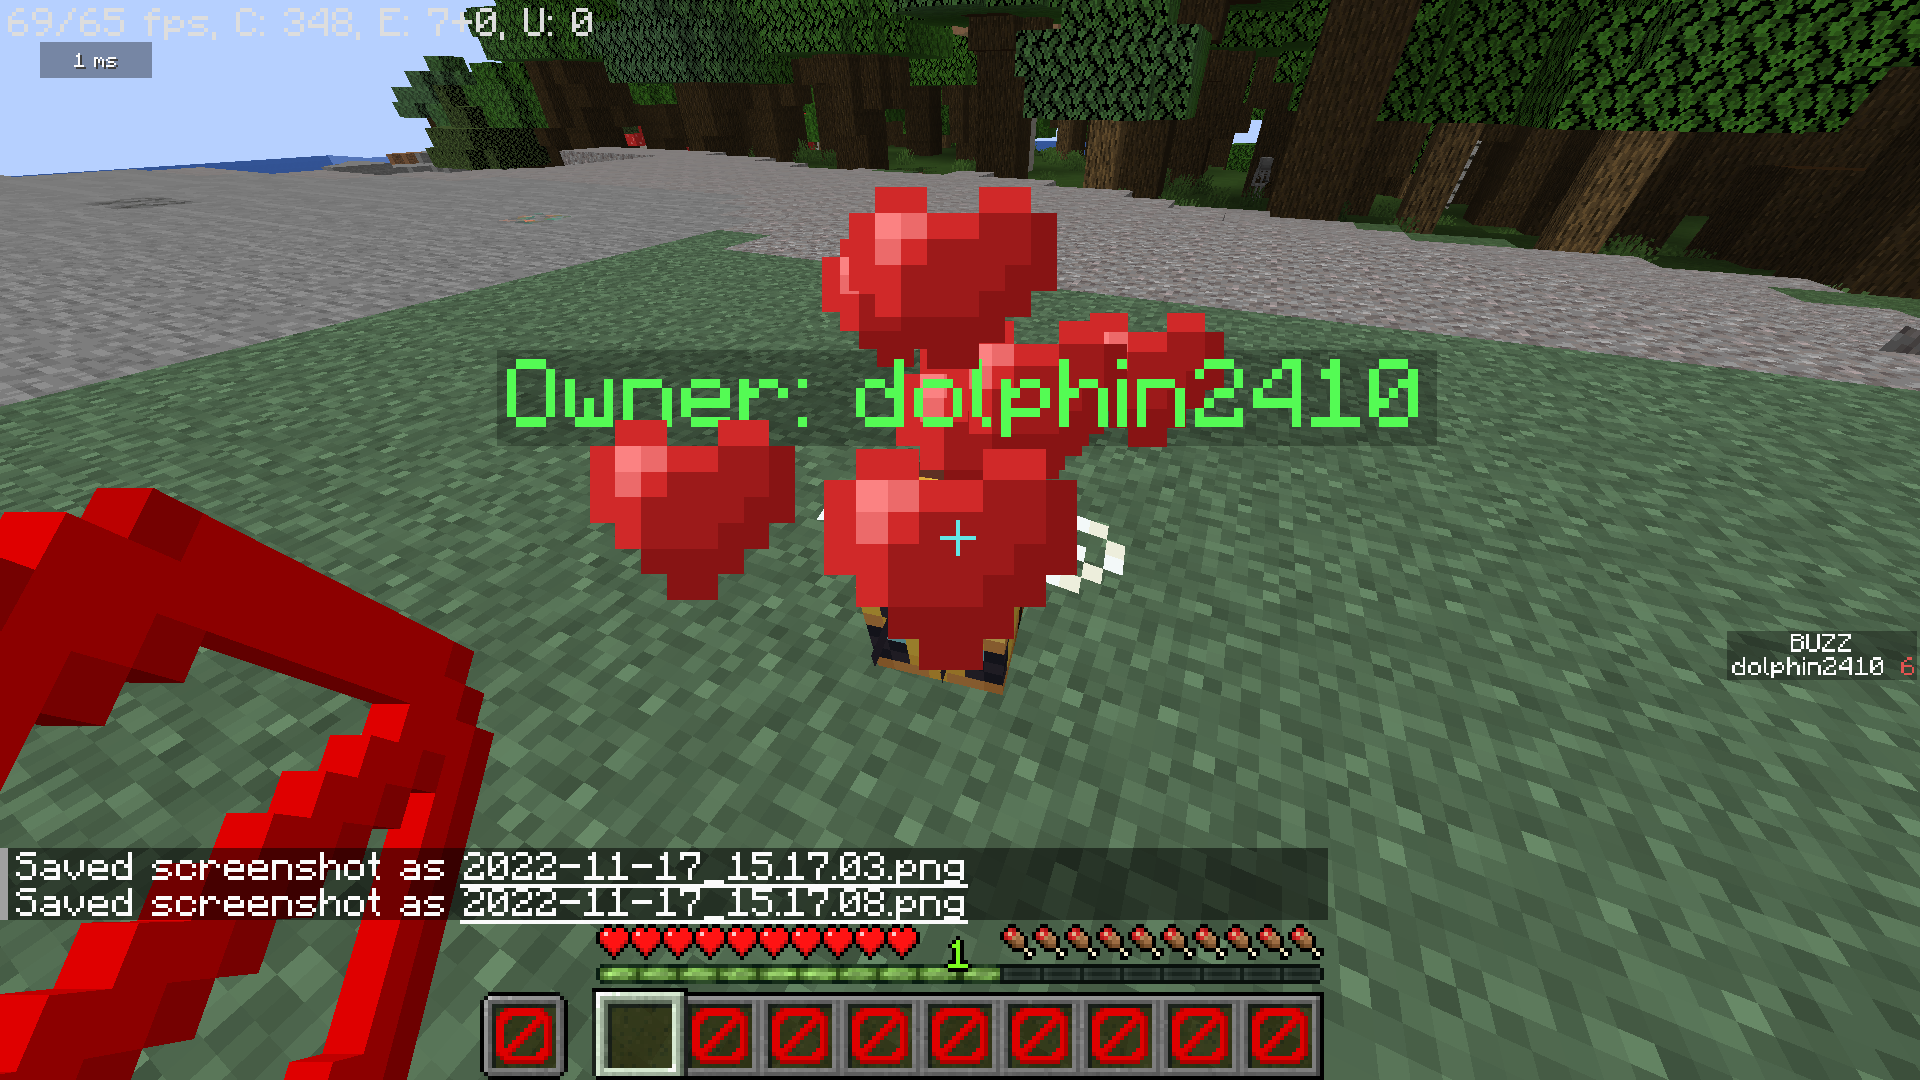 69/65 fps, C: 348, E: 7+0, U: 0
1 ms
Owner: dolphin2410
BUZZ
dolphin2410 6
Saved screenshot as 2022-11-17_15.17.03.png
Saved screenshot as 2022-11-17_15.17.08.png
1